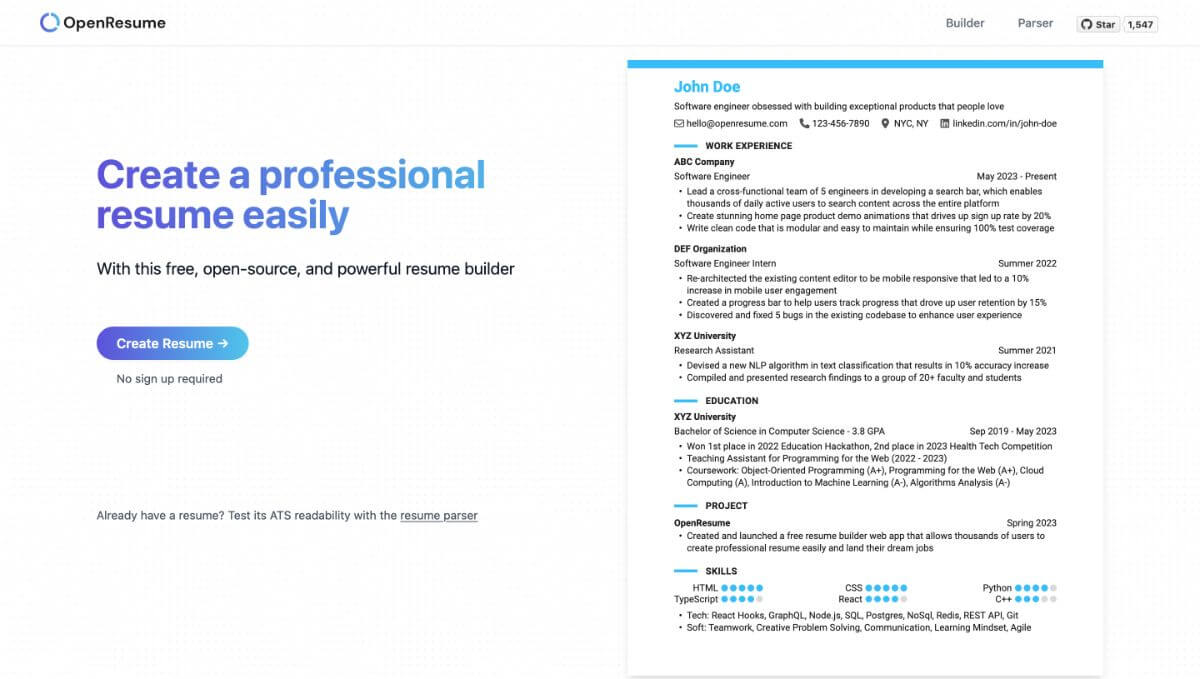 OpenResume
Builder
Parser
Star
1,547
Create a professional
resume easily
With this free, open-source, and powerful resume builder
Create Resume →
No sign up required
Already have a resume? Test its ATS readability with the resume parser
John Doe
Software engineer obsessed with building exceptional products that people love
hello@openresume.com 123-456-7890 NYC, NY linkedin.com/in/john-doe
WORK EXPERIENCE
ABC Company
Software Engineer May 2023 - Present
• Lead a cross-functional team of 5 engineers in developing a search bar, which enables
thousands of daily active users to search content across the entire platform
• Create stunning home page product demo animations that drives up sign up rate by 20%
• Write clean code that is modular and easy to maintain while ensuring 100% test coverage
DEF Organization
Software Engineer Intern Summer 2022
• Re-architected the existing content editor to be mobile responsive that led to a 10%
increase in mobile user engagement
• Created a progress bar to help users track progress that drove up user retention by 15%
• Discovered and fixed 5 bugs in the existing codebase to enhance user experience
XYZ University
Research Assistant Summer 2021
• Devised a new NLP algorithm in text classification that results in 10% accuracy increase
• Compiled and presented research findings to a group of 20+ faculty and students
EDUCATION
XYZ University
Bachelor of Science in Computer Science - 3.8 GPA Sep 2019 - May 2023
• Won 1st place in 2022 Education Hackathon, 2nd place in 2023 Health Tech Competition
• Teaching Assistant for Programming for the Web (2022 - 2023)
• Coursework: Object-Oriented Programming (A+), Programming for the Web (A+), Cloud
Computing (A), Introduction to Machine Learning (A-), Algorithms Analysis (A-)
PROJECT
OpenResume Spring 2023
• Created and launched a free resume builder web app that allows thousands of users to
create professional resume easily and land their dream jobs
SKILLS
HTML CSS Python
TypeScript React C++
• Tech: React Hooks, GraphQL, Node.js, SQL, Postgres, NoSql, Redis, REST API, Git
• Soft: Teamwork, Creative Problem Solving, Communication, Learning Mindset, Agile